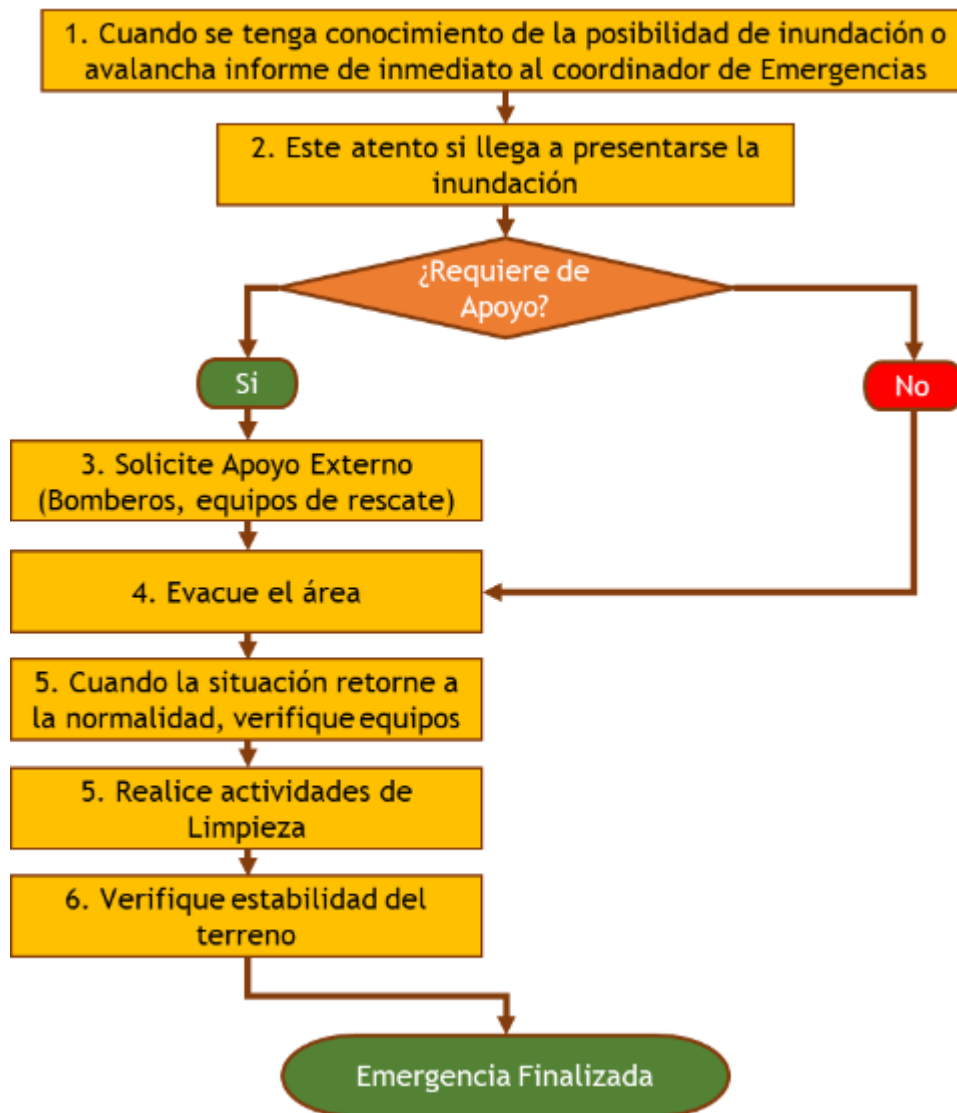 1. Cuando se tenga conocimiento de la posibilidad de inundación o
avalancha informe de inmediato al coordinador de Emergencias
2. Este atento si llega a presentarse la
inundación
¿Requiere de
Apoyo?
Si
No
3. Solicite Apoyo Externo
(Bomberos, equipos de rescate)
4. Evacue el área
5. Cuando la situación retorne a
la normalidad, verifique equipos
5. Realice actividades de
Limpieza
6. Verifique estabilidad del
terreno
Emergencia Finalizada